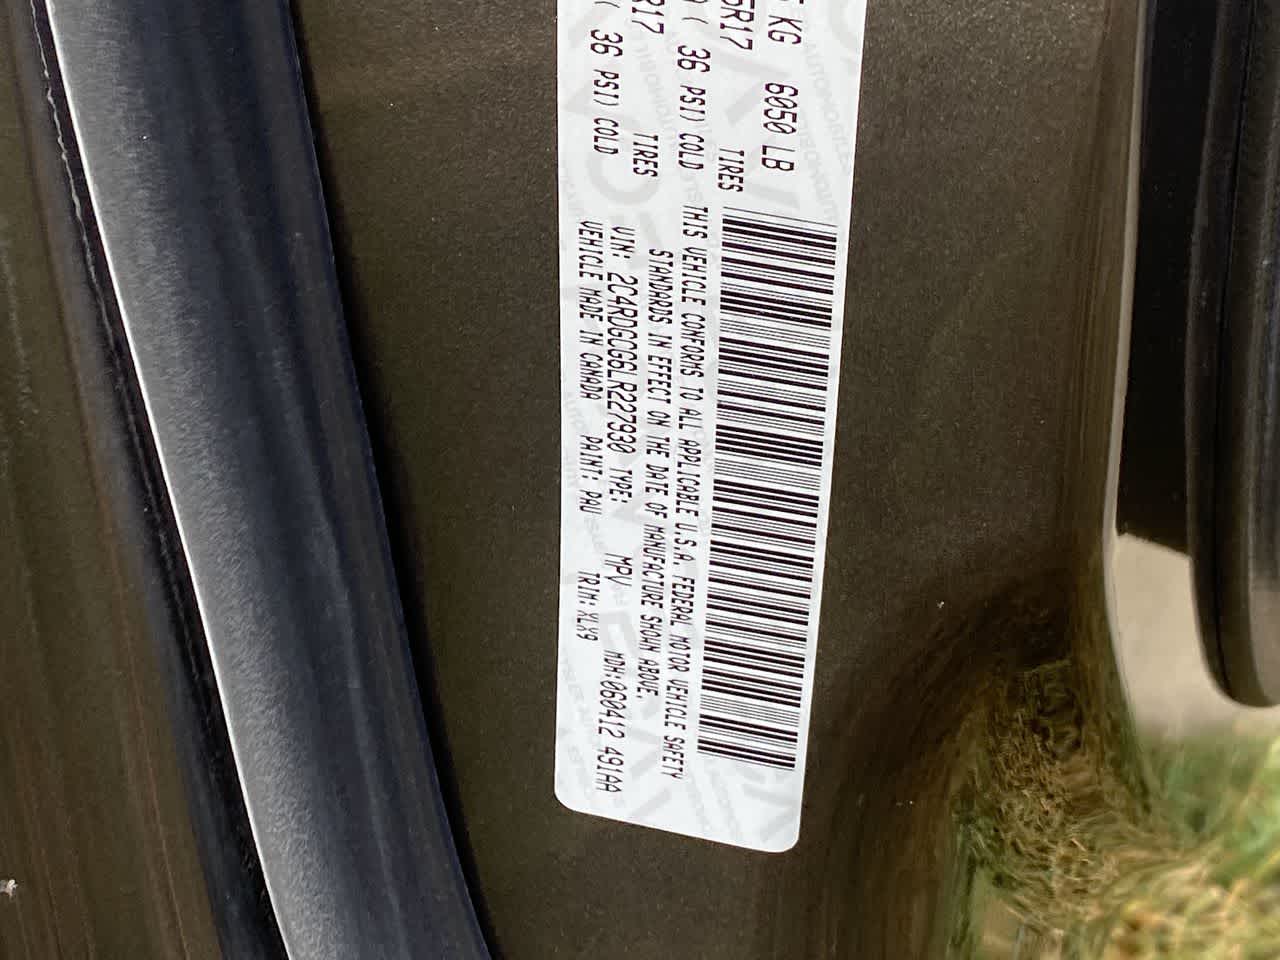 KG 6050 LB
5R17 TIRES
( 36 PSI) COLD
R17 TIRES
( 36 PSI) COLD
THIS VEHICLE CONFORMS TO ALL APPLICABLE U.S.A. FEDERAL MOTOR VEHICLE SAFETY
STANDARDS IN EFFECT ON THE DATE OF MANUFACTURE SHOWN ABOVE.
VIN: 2C4RDGCG6LR227930 TYPE: MPV MDH:060412 491AA
VEHICLE MADE IN CANADA PAINT: PAU TRIM:XLX9